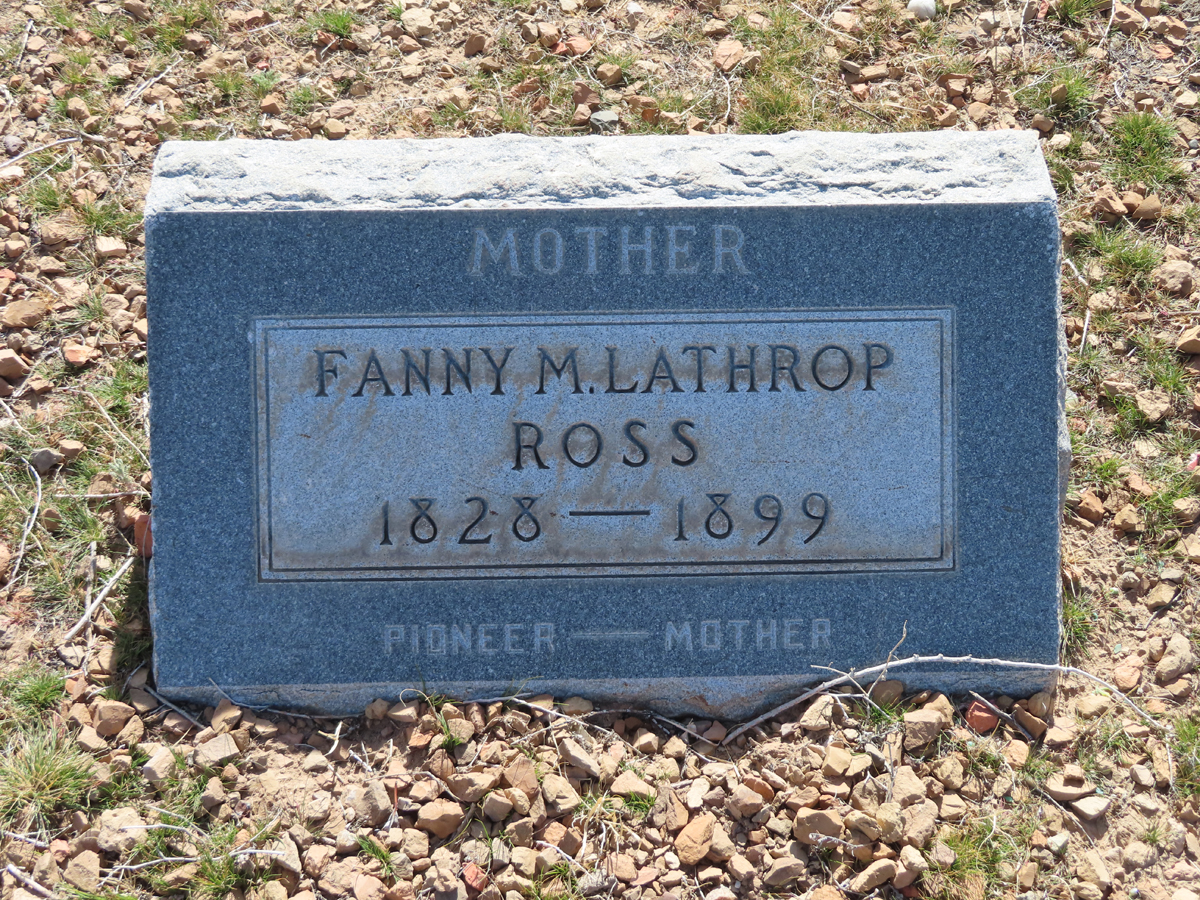 MOTHER
FANNY M. LATHROP
ROSS
1828 — 1899
PIONEER — MOTHER